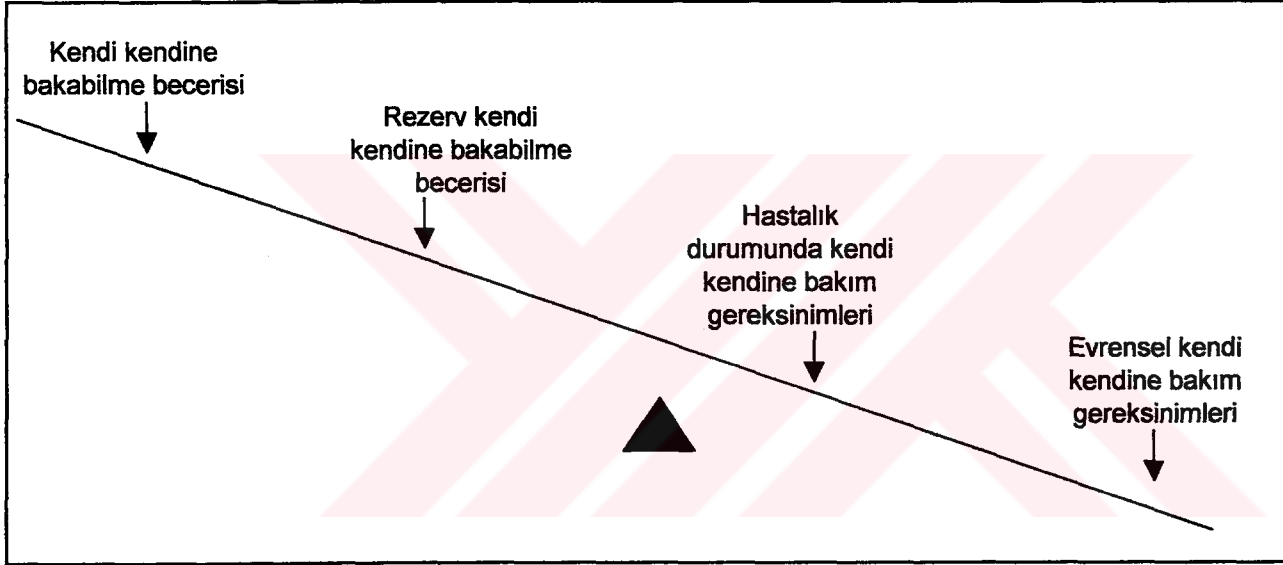 Kendi kendine
bakabilme becerisi
Rezerv kendi
kendine bakabilme
becerisi
Hastalık
durumunda kendi
kendine bakım
gereksinimleri
Evrensel kendi
kendine bakım
gereksinimleri